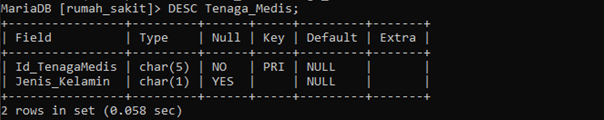 MariaDB [rumah_sakit]> DESC Tenaga_Medis;
+----------------+---------+------+-----+---------+-------+
| Field          | Type    | Null | Key | Default | Extra |
+----------------+---------+------+-----+---------+-------+
| Id_TenagaMedis | char(5) | NO   | PRI | NULL    |       |
| Jenis_Kelamin  | char(1) | YES  |     | NULL    |       |
+----------------+---------+------+-----+---------+-------+
2 rows in set (0.058 sec)